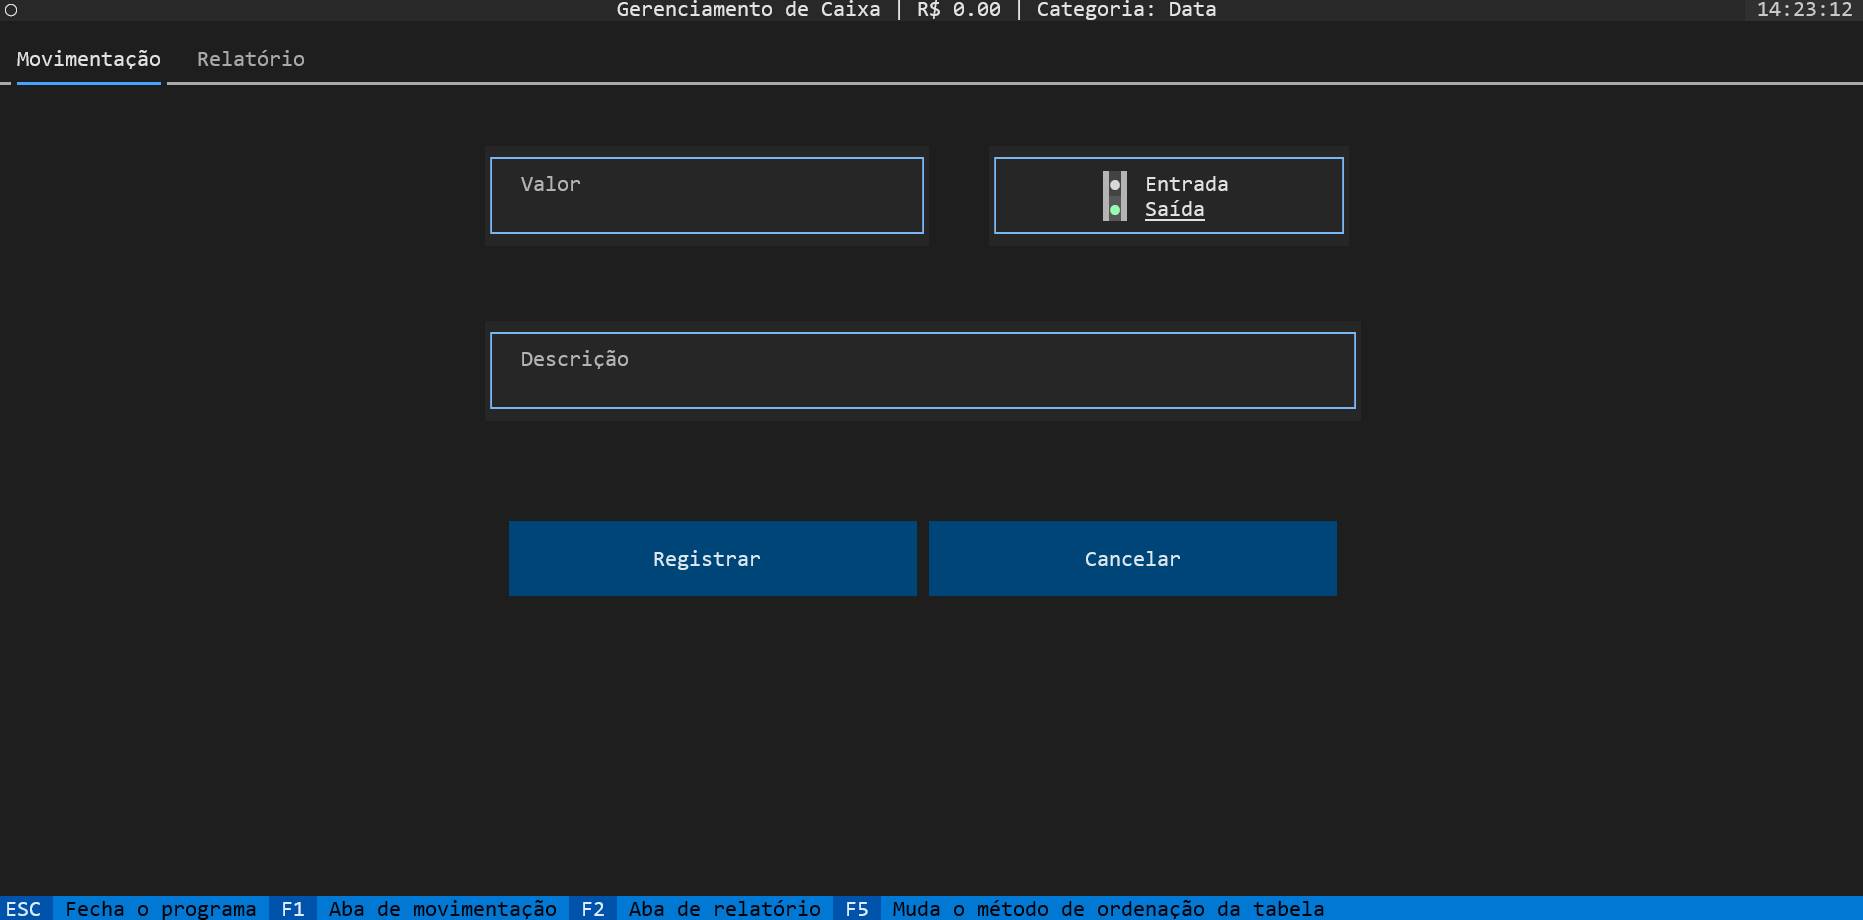 Gerenciamento de Caixa | R$ 0.00 | Categoria: Data 14:23:12
Movimentação Relatório
Valor
Entrada
Saída
Descrição
Registrar Cancelar
ESC Fecha o programa F1 Aba de movimentação F2 Aba de relatório F5 Muda o método de ordenação da tabela